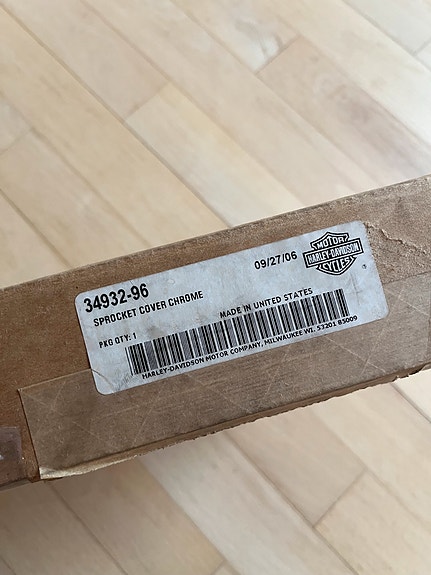 34932-96
SPROCKET COVER CHROME
09/27/06
MOTOR
HARLEY-DAVIDSON
CYCLES
PKG QTY: 1
MADE IN UNITED STATES
HARLEY-DAVIDSON MOTOR COMPANY, MILWAUKEE WI. 53201 85009